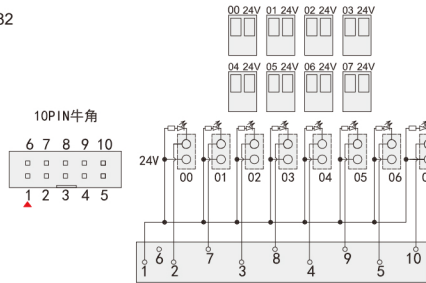 00 24V 01 24V 02 24V 03 24V
04 24V 05 24V 06 24V 07 24V
10PIN牛角
6 7 8 9 10
1 2 3 4 5
24V
00 01 02 03 04 05 06
6 7 8 9 10
1 2 3 4 5